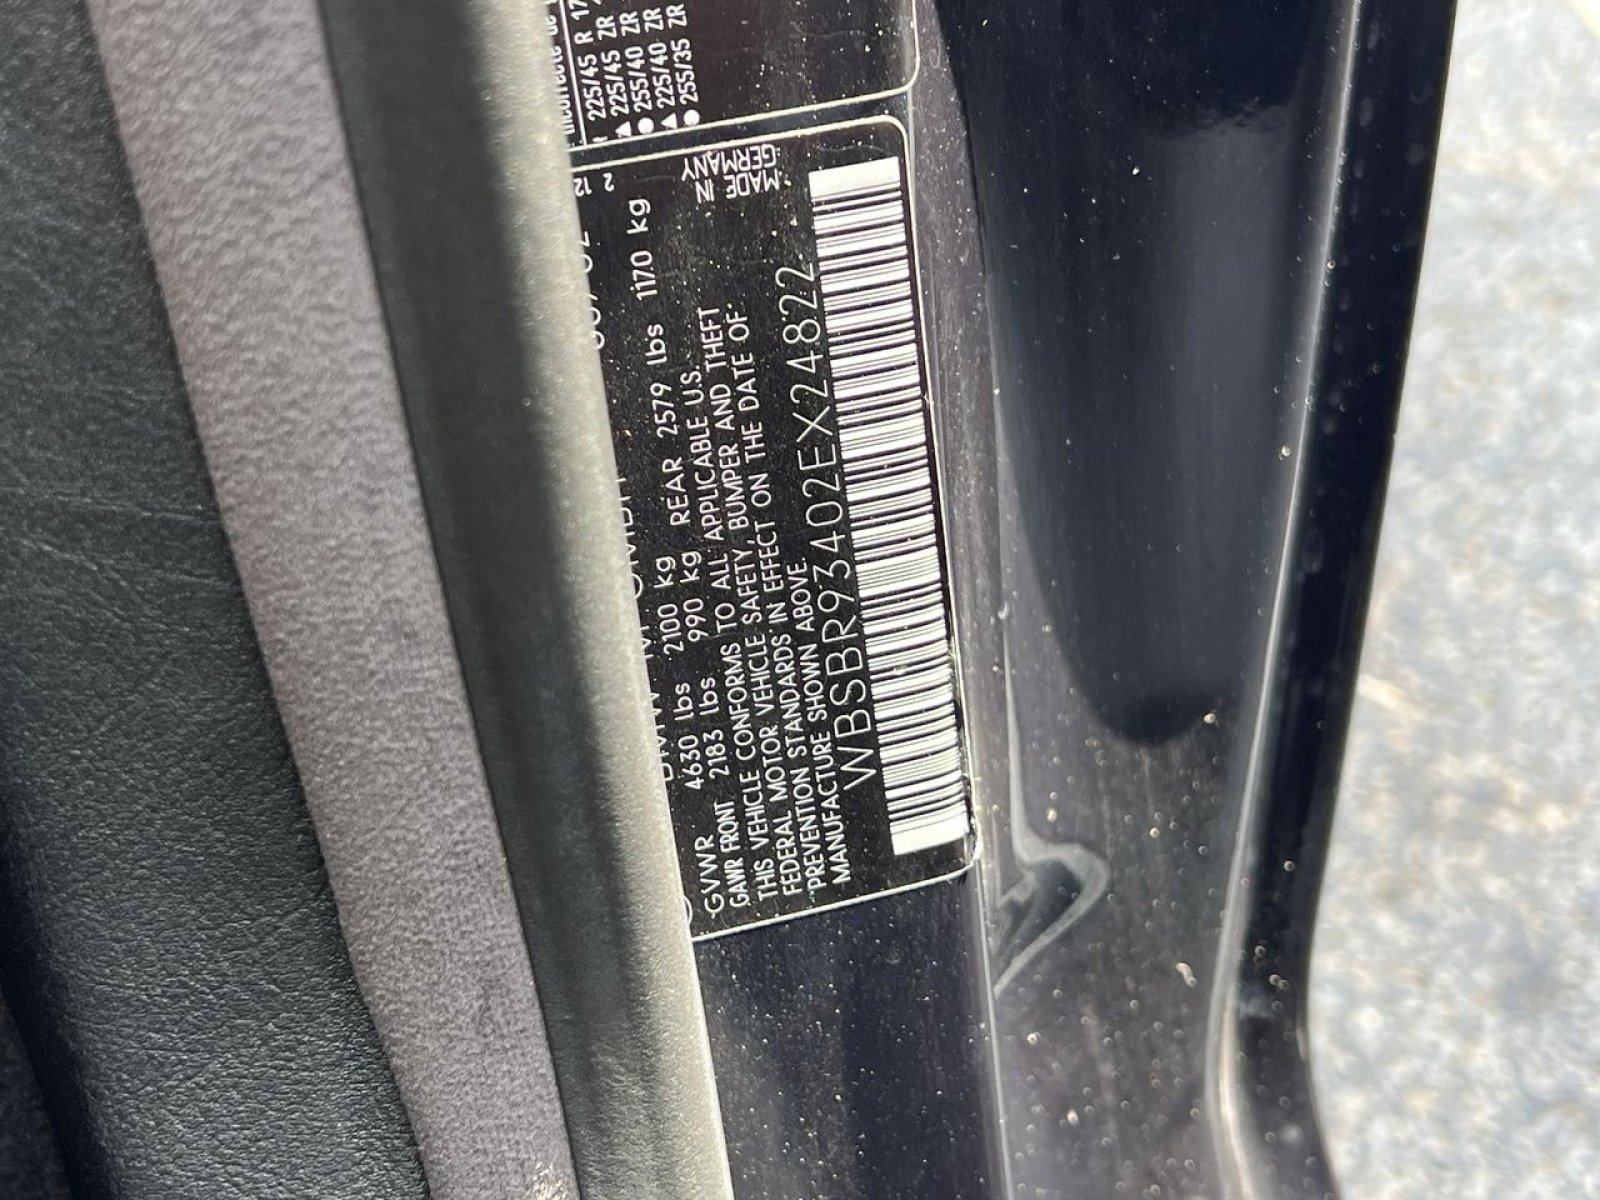 225/45 R 17
225/45 ZR
255/40 ZR
225/40 ZR
255/35 ZR
GVWR 4630 lbs 2100 kg
GAWR FRONT 2183 lbs 990 kg REAR 2579 lbs 1170 kg
THIS VEHICLE CONFORMS TO ALL APPLICABLE U.S.
FEDERAL MOTOR VEHICLE SAFETY, BUMPER AND THEFT
PREVENTION STANDARDS IN EFFECT ON THE DATE OF
MANUFACTURE SHOWN ABOVE.
WBSBR93402EX24822
MADE IN
GERMANY